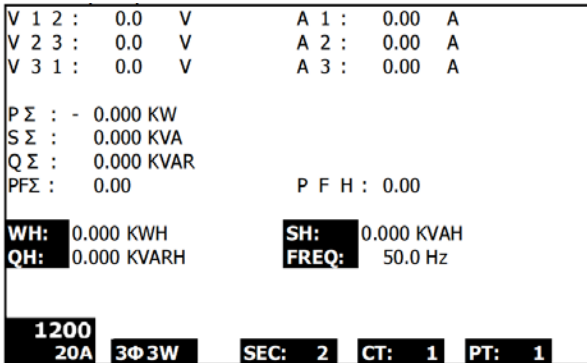 V 1 2 : 0.0 V A 1 : 0.00 A
V 2 3 : 0.0 V A 2 : 0.00 A
V 3 1 : 0.0 V A 3 : 0.00 A
P Σ : - 0.000 KW
S Σ : 0.000 KVA
Q Σ : 0.000 KVAR
PFΣ : 0.00 P F H : 0.00
WH: 0.000 KWH SH: 0.000 KVAH
QH: 0.000 KVARH FREQ: 50.0 Hz
1200
20A 3Φ3W SEC: 2 CT: 1 PT: 1